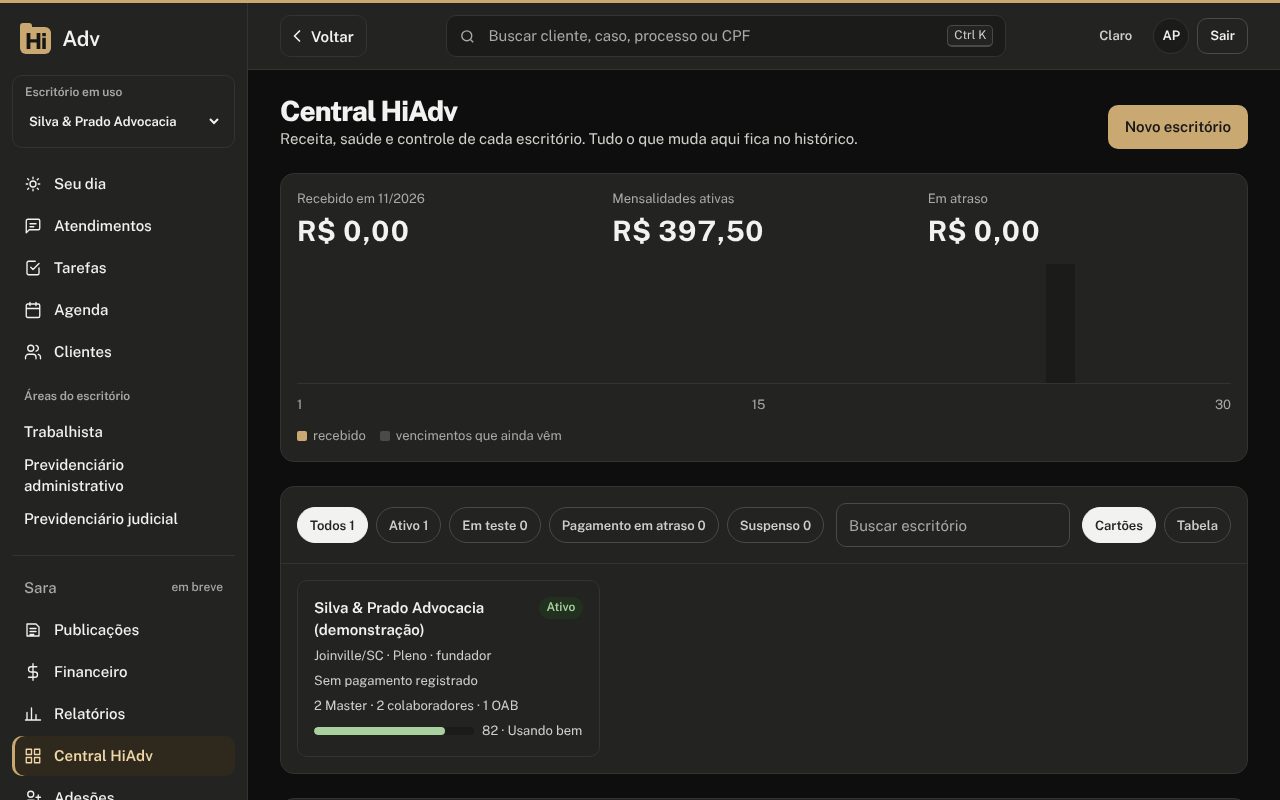 Hi Adv
Escritório em uso
Silva & Prado Advocacia
Seu dia
Atendimentos
Tarefas
Agenda
Clientes
Áreas do escritório
Trabalhista
Previdenciário
administrativo
Previdenciário judicial
Sara em breve
Publicações
Financeiro
Relatórios
Central HiAdv
Adesões
Voltar
Buscar cliente, caso, processo ou CPF
Ctrl K
Claro
AP
Sair
Central HiAdv
Receita, saúde e controle de cada escritório. Tudo o que muda aqui fica no histórico.
Novo escritório
Recebido em 11/2026
R$ 0,00
Mensalidades ativas
R$ 397,50
Em atraso
R$ 0,00
1 15 30
recebido vencimentos que ainda vêm
Todos 1 Ativo 1 Em teste 0 Pagamento em atraso 0 Suspenso 0 Buscar escritório Cartões Tabela
Silva & Prado Advocacia
(demonstração)
Ativo
Joinville/SC · Pleno · fundador
Sem pagamento registrado
2 Master · 2 colaboradores · 1 OAB
82 · Usando bem